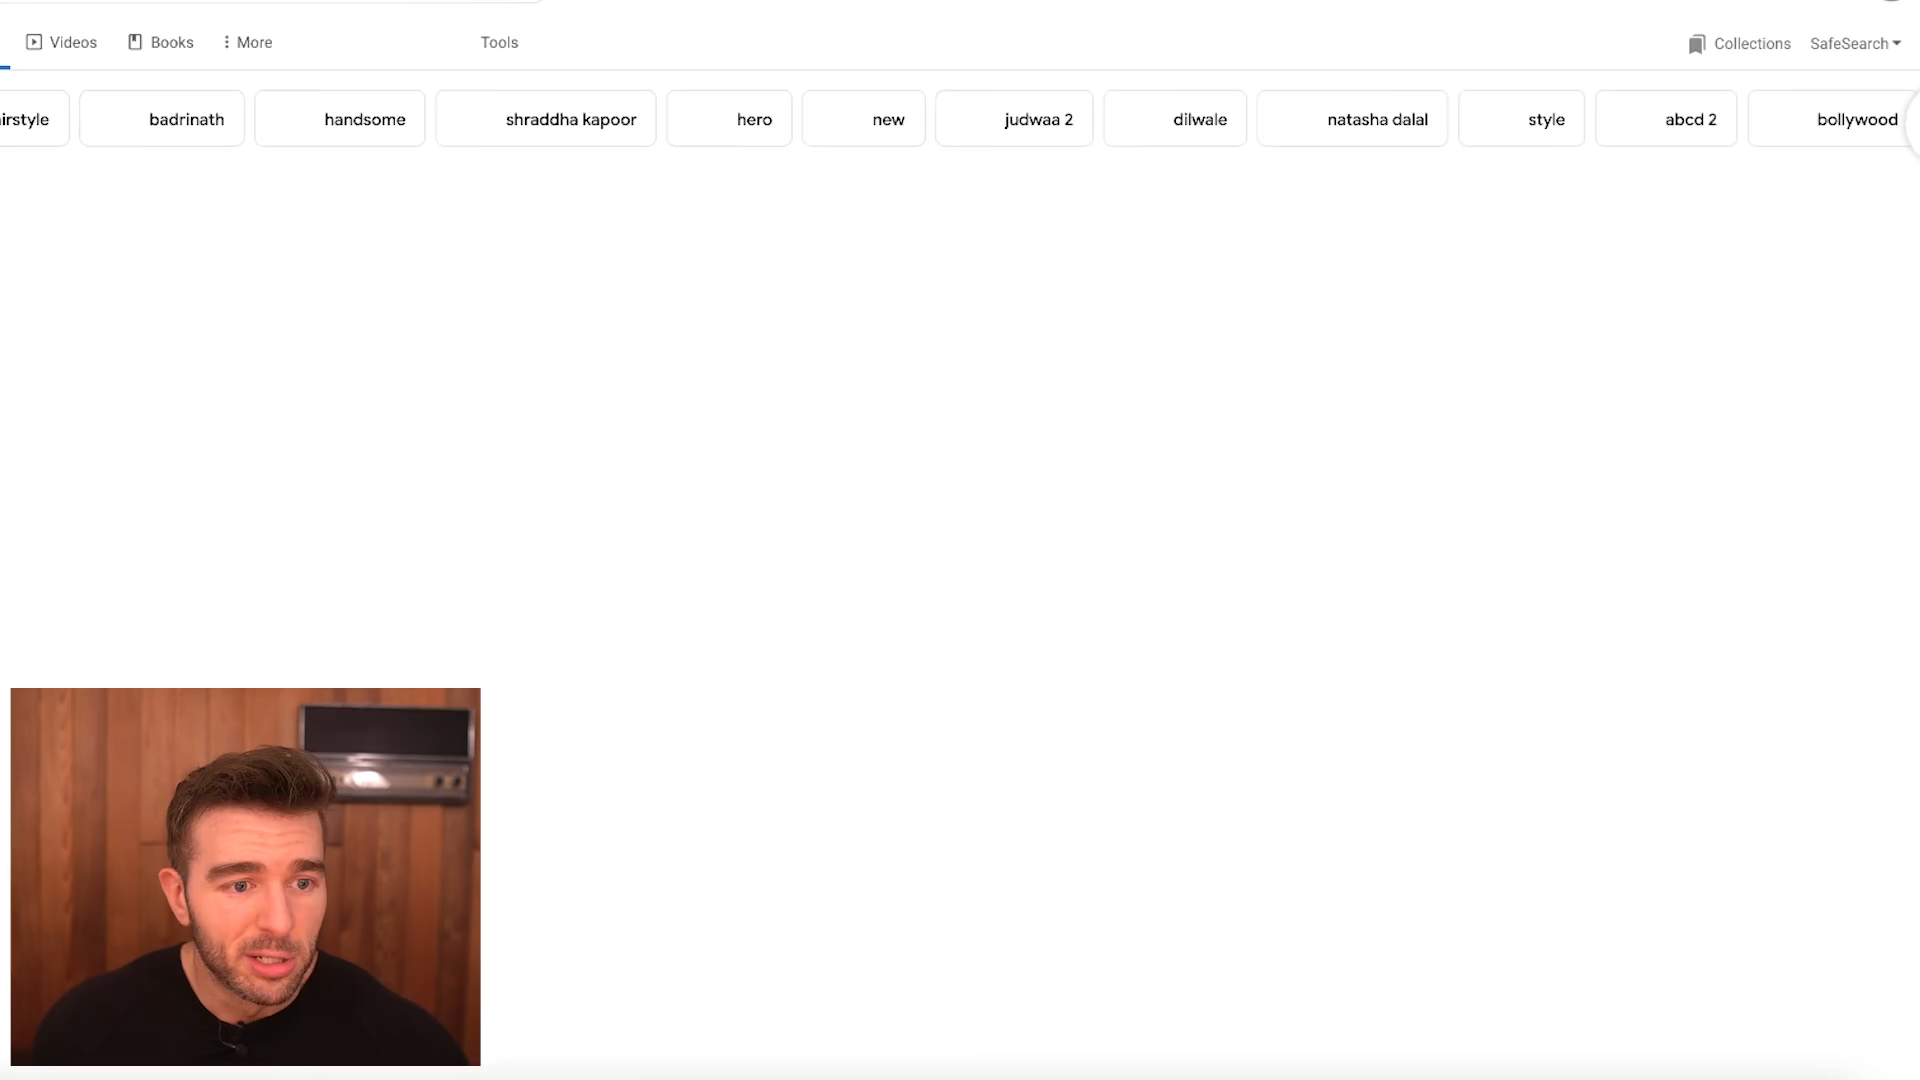 Videos Books More Tools Collections SafeSearch
irstyle badrinath handsome shraddha kapoor hero new judwaa 2 dilwale natasha dalal style abcd 2 bollywood